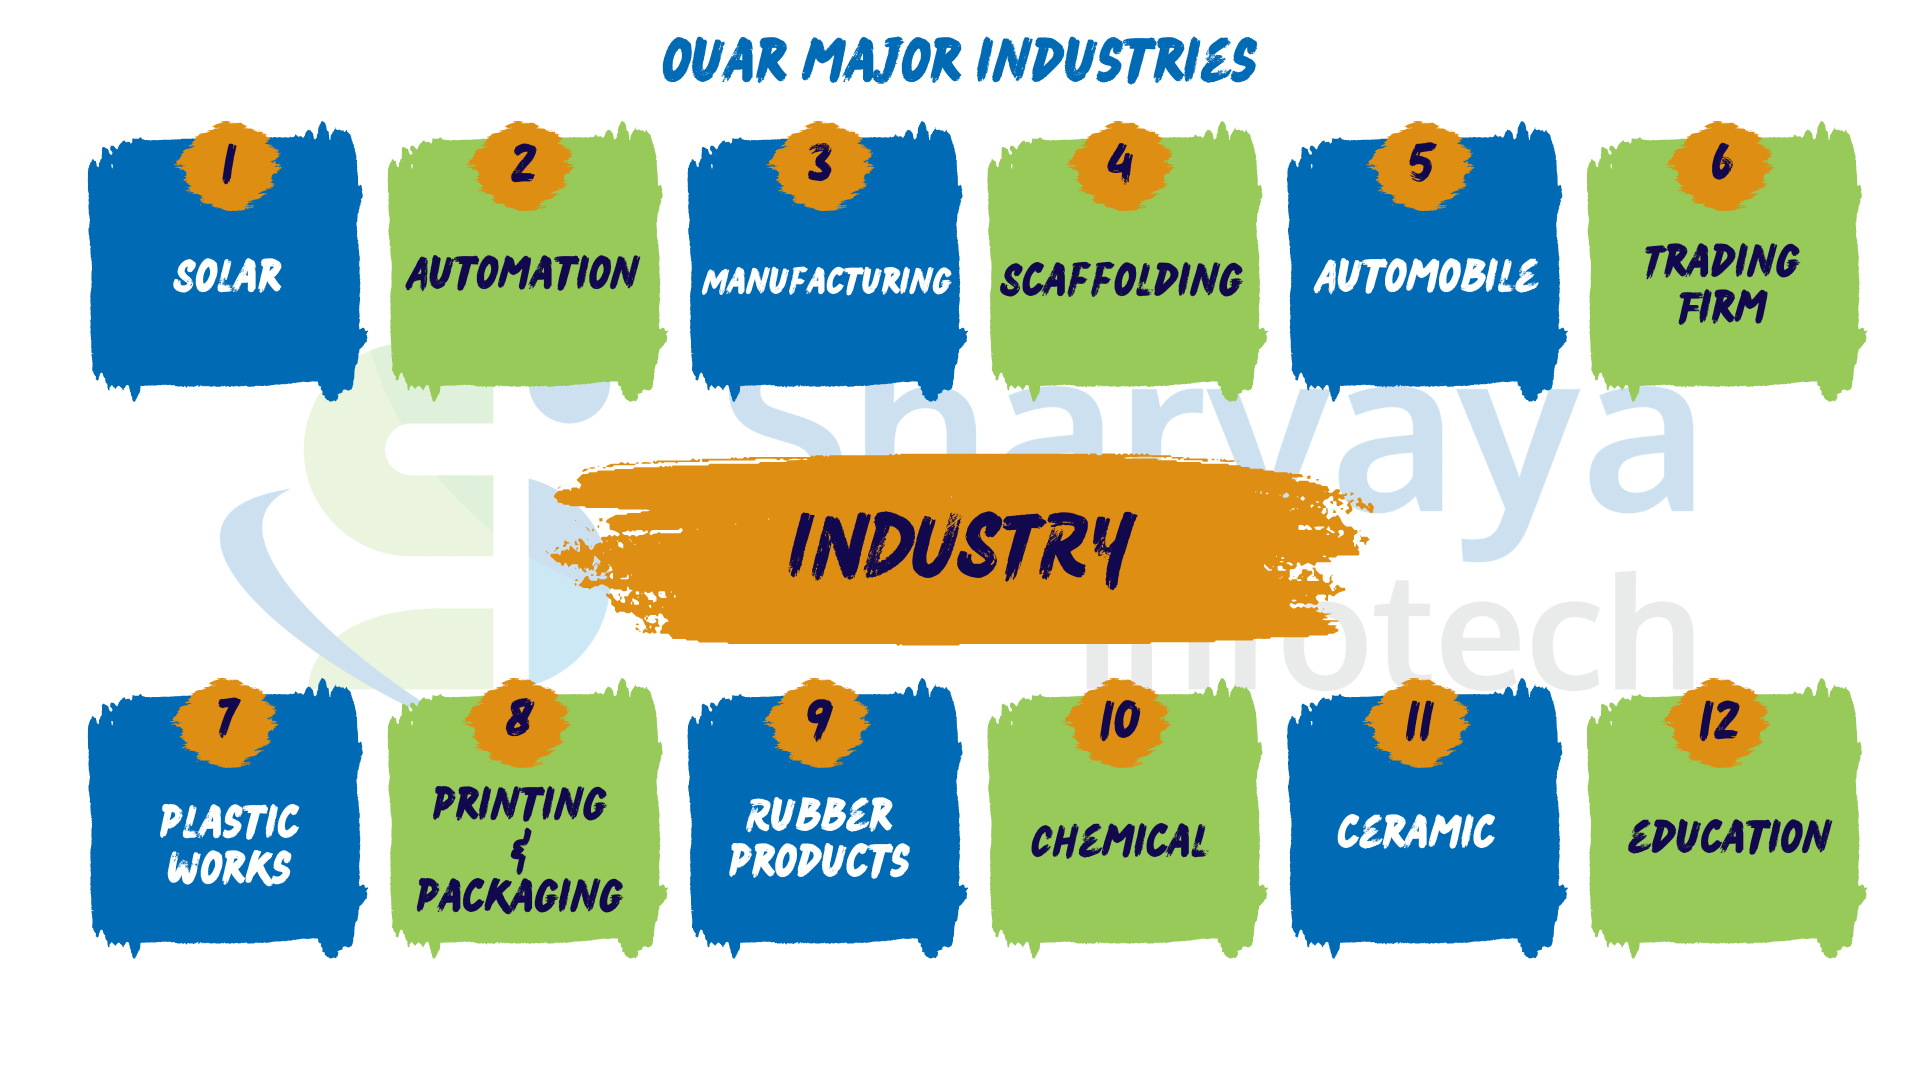 OUAR MAJOR INDUSTRIES
1
SOLAR
2
AUTOMATION
3
MANUFACTURING
4
SCAFFOLDING
5
AUTOMOBILE
6
TRADING
FIRM
Sharvaya
INDUSTRY
infotech
7
PLASTIC
WORKS
8
PRINTING
&
PACKAGING
9
RUBBER
PRODUCTS
10
CHEMICAL
11
CERAMIC
12
EDUCATION